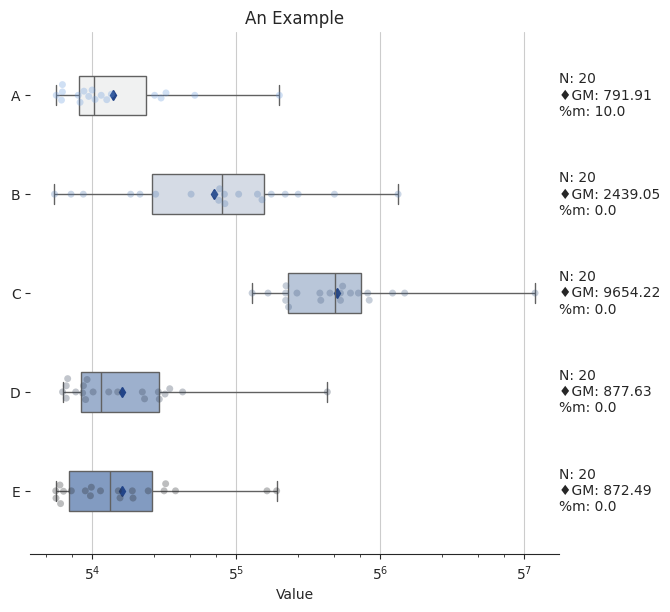 An Example
A
N: 20
♦GM: 791.91
%m: 10.0
B
N: 20
♦GM: 2439.05
%m: 0.0
C
N: 20
♦GM: 9654.22
%m: 0.0
D
N: 20
♦GM: 877.63
%m: 0.0
E
N: 20
♦GM: 872.49
%m: 0.0
5⁴ 5⁵ 5⁶ 5⁷
Value